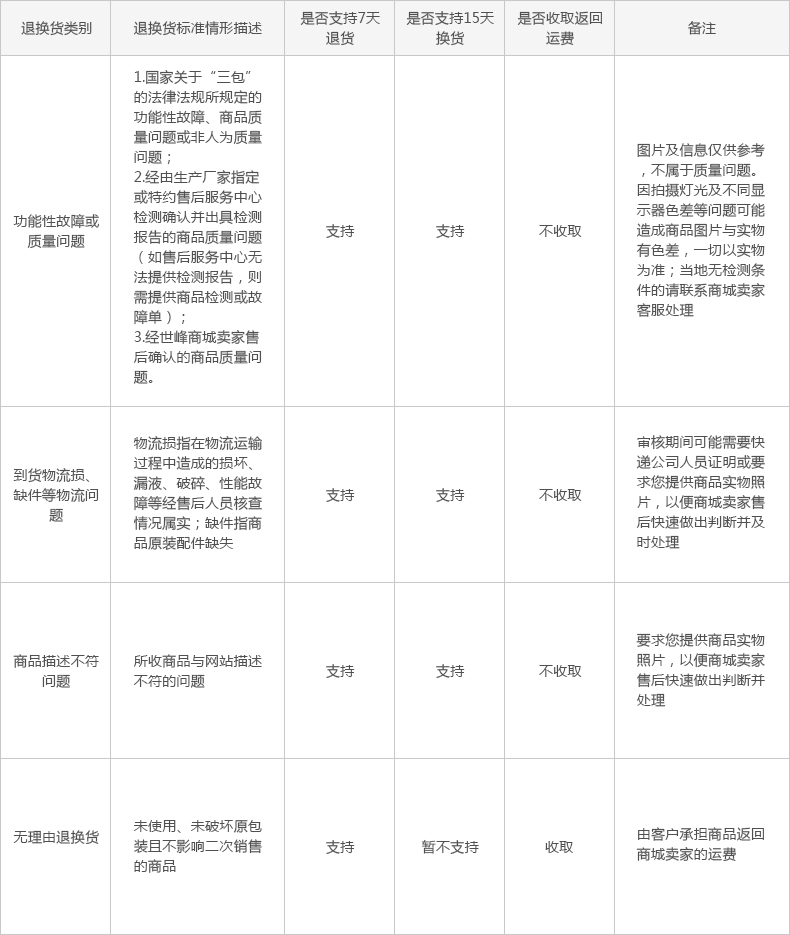 退换货类别
退换货标准情形描述
是否支持7天
退货
是否支持15天
换货
是否收取返回
运费
备注
功能性故障或
质量问题
1.国家关于“三包”
的法律法规所规定的
功能性故障、商品质
量问题或非人为质量
问题；
2.经由生产厂家指定
或特约售后服务中心
检测确认并出具检测
报告的商品质量问题
（如售后服务中心无
法提供检测报告，则
需提供商品检测或故
障单）；
3.经世峰商城卖家售
后确认的商品质量问
题。
支持
支持
不收取
图片及信息仅供参考
，不属于质量问题。
因拍摄灯光及不同显
示器色差等问题可能
造成商品图片与实物
有色差，一切以实物
为准；当地无检测条
件的请联系商城卖家
客服处理
到货物流损、
缺件等物流问
题
物流损指在物流运输
过程中造成的损坏、
漏液、破碎、性能故
障等经售后人员核查
情况属实；缺件指商
品原装配件缺失
支持
支持
不收取
审核期间可能需要快
递公司人员证明或要
求您提供商品实物照
片，以便商城卖家售
后快速做出判断并及
时处理
商品描述不符
问题
所收商品与网站描述
不符的问题
支持
支持
不收取
要求您提供商品实物
照片，以便商城卖家
售后快速做出判断并
处理
无理由退换货
未使用、未破坏原包
装且不影响二次销售
的商品
支持
暂不支持
收取
由客户承担商品返回
商城卖家的运费